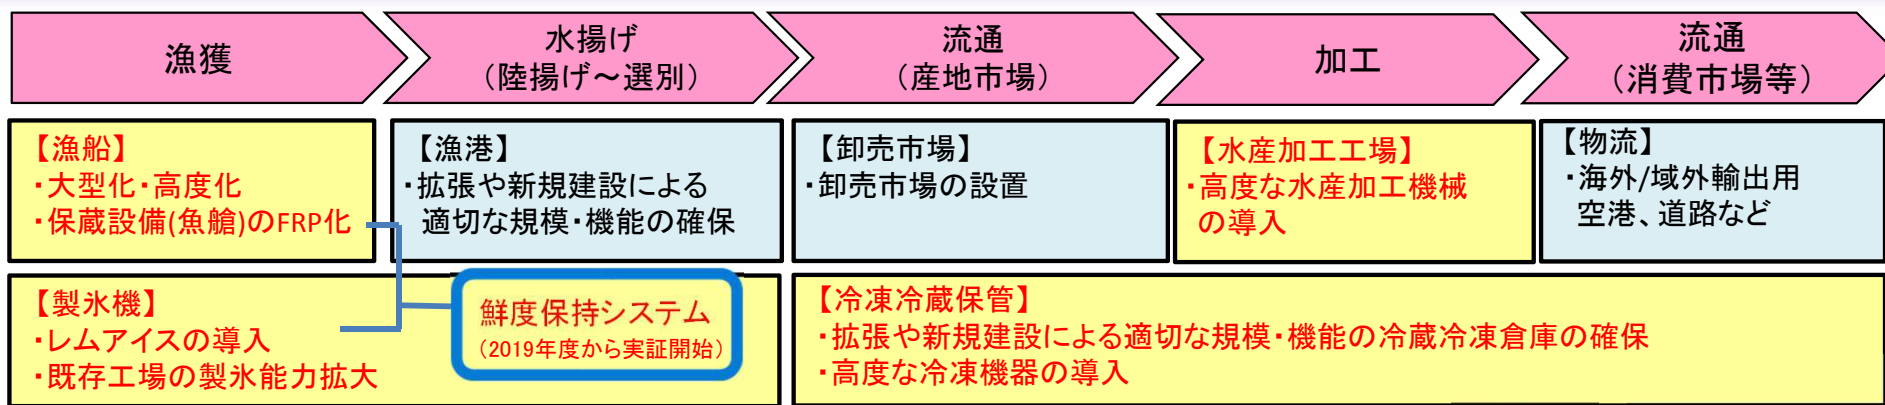 漁獲
水揚げ
(陸揚げ～選別)
流通
(産地市場)
加工
流通
(消費市場等)
【漁船】
・大型化・高度化
・保蔵設備(魚艙)のFRP化
【漁港】
・拡張や新規建設による
適切な規模・機能の確保
【卸売市場】
・卸売市場の設置
【水産加工工場】
・高度な水産加工機械
の導入
【物流】
・海外/域外輸出用
空港、道路など
【製氷機】
・レムアイスの導入
・既存工場の製氷能力拡大
鮮度保持システム
(2019年度から実証開始)
【冷凍冷蔵保管】
・拡張や新規建設による適切な規模・機能の冷蔵冷凍倉庫の確保
・高度な冷凍機器の導入